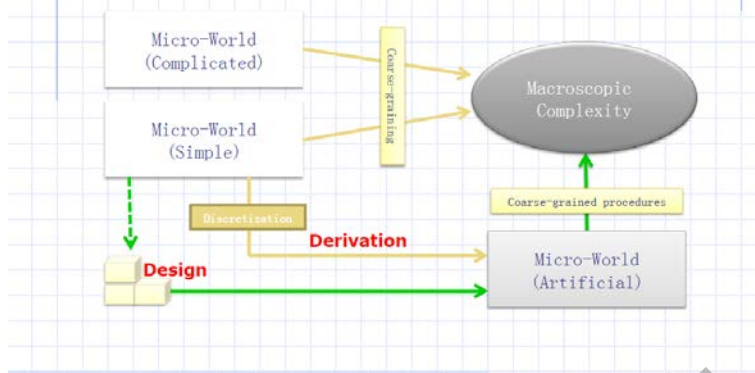 Micro-World
(Complicated)
Coarse-graining
Macroscopic
Complexity
Micro-World
(Simple)
Discretization
Derivation
Coarse-grained procedures
Design
Micro-World
(Artificial)